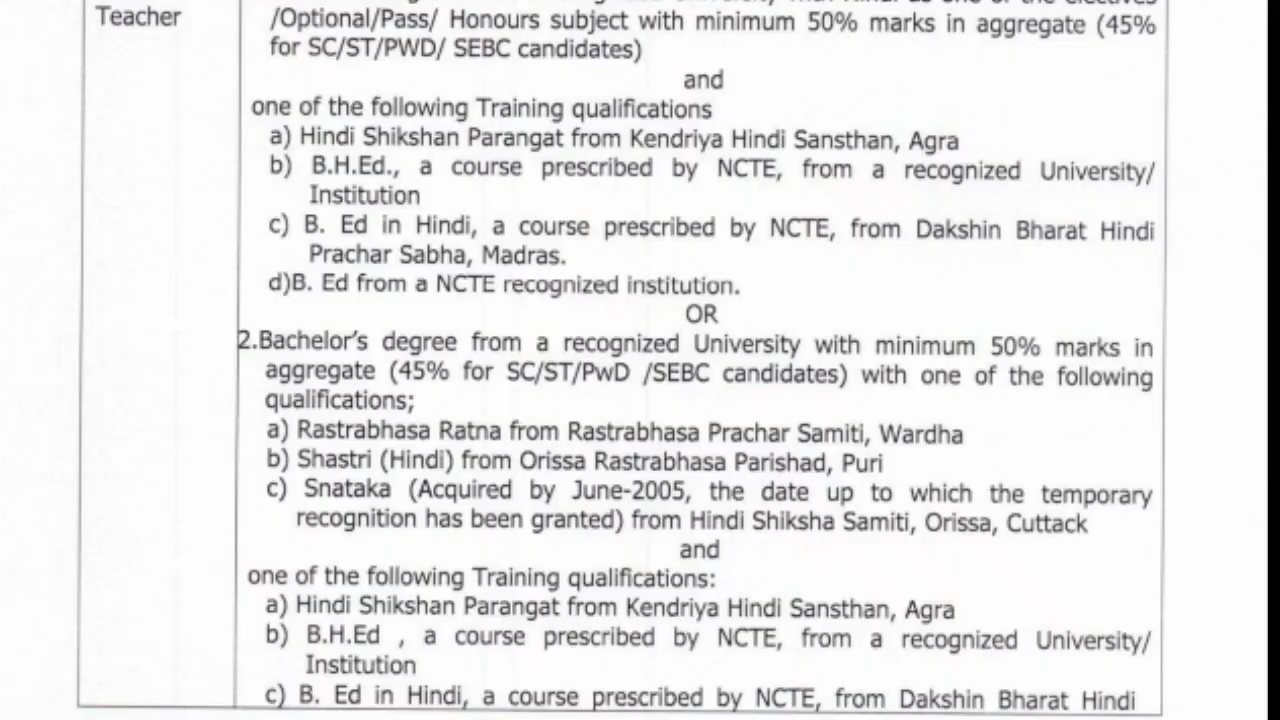 Teacher
/Optional/Pass/ Honours subject with minimum 50% marks in aggregate (45%
for SC/ST/PWD/ SEBC candidates)
and
one of the following Training qualifications
a) Hindi Shikshan Parangat from Kendriya Hindi Sansthan, Agra
b) B.H.Ed., a course prescribed by NCTE, from a recognized University/
Institution
c) B. Ed in Hindi, a course prescribed by NCTE, from Dakshin Bharat Hindi
Prachar Sabha, Madras.
d)B. Ed from a NCTE recognized institution.
OR
2.Bachelor's degree from a recognized University with minimum 50% marks in
aggregate (45% for SC/ST/PwD /SEBC candidates) with one of the following
qualifications;
a) Rastrabhasa Ratna from Rastrabhasa Prachar Samiti, Wardha
b) Shastri (Hindi) from Orissa Rastrabhasa Parishad, Puri
c) Snataka (Acquired by June-2005, the date up to which the temporary
recognition has been granted) from Hindi Shiksha Samiti, Orissa, Cuttack
and
one of the following Training qualifications:
a) Hindi Shikshan Parangat from Kendriya Hindi Sansthan, Agra
b) B.H.Ed , a course prescribed by NCTE, from a recognized University/
Institution
c) B. Ed in Hindi, a course prescribed by NCTE, from Dakshin Bharat Hindi